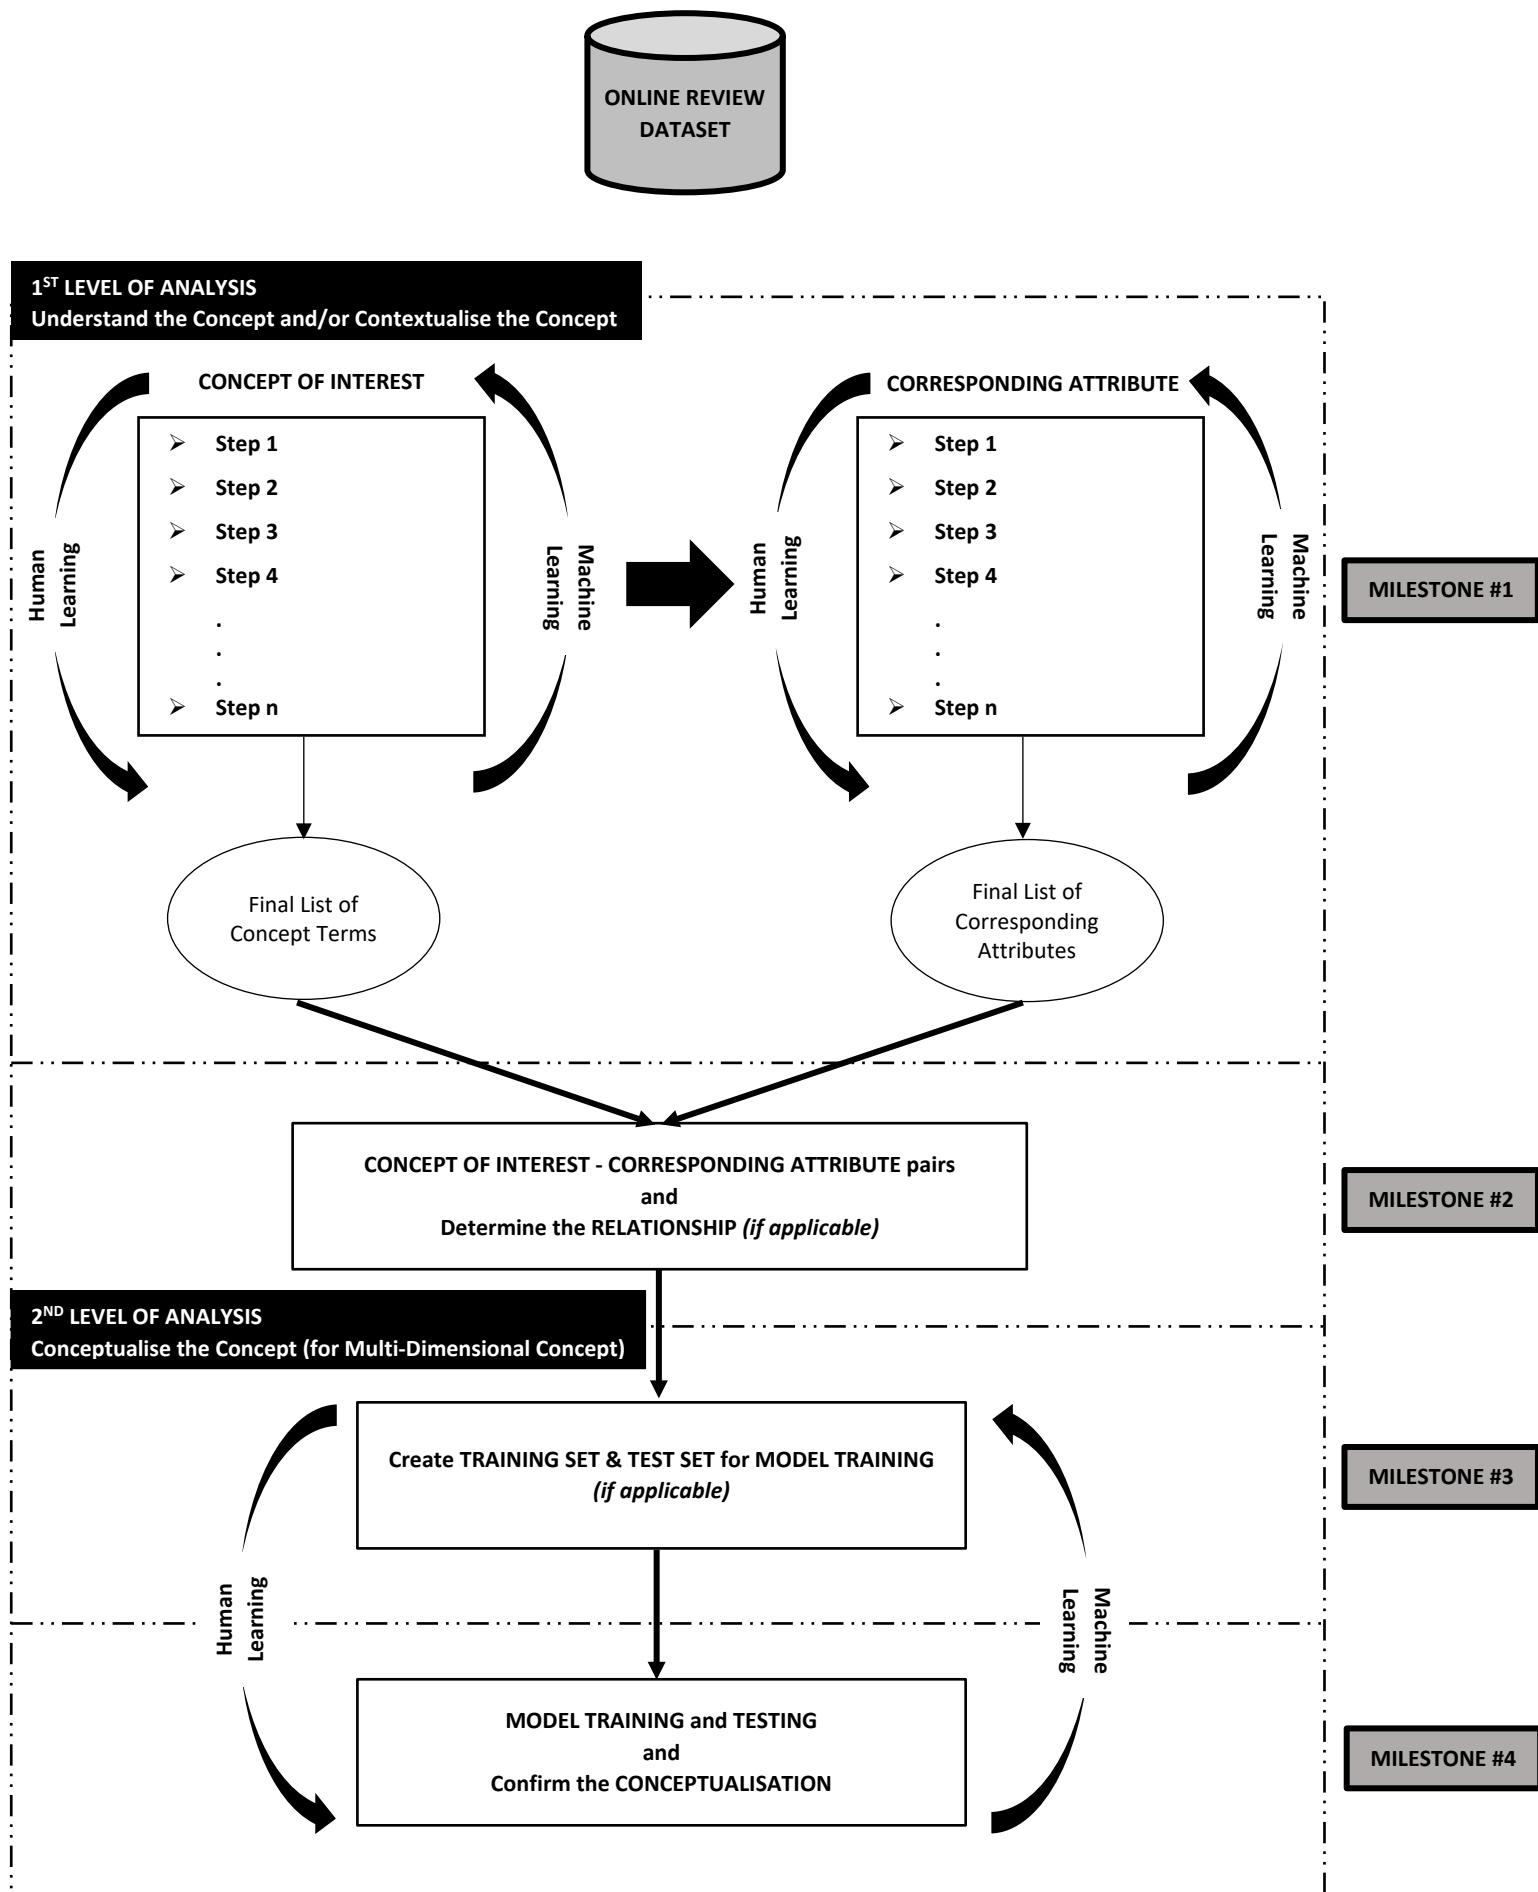 ONLINE REVIEW
DATASET
1ST LEVEL OF ANALYSIS
Understand the Concept and/or Contextualise the Concept
CONCEPT OF INTEREST
Step 1
Step 2
Step 3
Step 4
.
.
.
Step n
Human
Learning
Machine
Learning
CORRESPONDING ATTRIBUTE
Step 1
Step 2
Step 3
Step 4
.
.
.
Step n
Human
Learning
Machine
Learning
MILESTONE #1
Final List of
Concept Terms
Final List of
Corresponding
Attributes
CONCEPT OF INTEREST - CORRESPONDING ATTRIBUTE pairs
and
Determine the RELATIONSHIP (if applicable)
MILESTONE #2
2ND LEVEL OF ANALYSIS
Conceptualise the Concept (for Multi-Dimensional Concept)
Create TRAINING SET & TEST SET for MODEL TRAINING
(if applicable)
MILESTONE #3
Human
Learning
Machine
Learning
MODEL TRAINING and TESTING
and
Confirm the CONCEPTUALISATION
MILESTONE #4